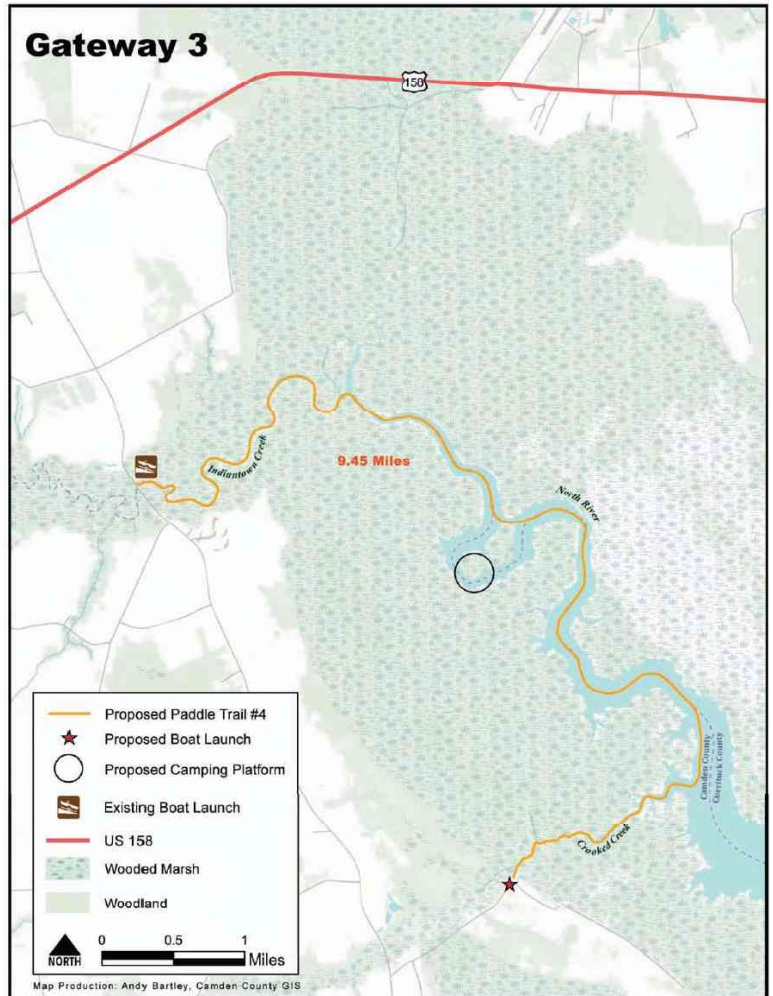 Gateway 3
158
Indiantown Creek
9.45 Miles
North River
Camden County
Currituck County
Crooked Creek
Proposed Paddle Trail #4
Proposed Boat Launch
Proposed Camping Platform
Existing Boat Launch
US 158
Wooded Marsh
Woodland
NORTH
0 0.5 1
Miles
Map Production: Andy Bartley, Camden County GIS